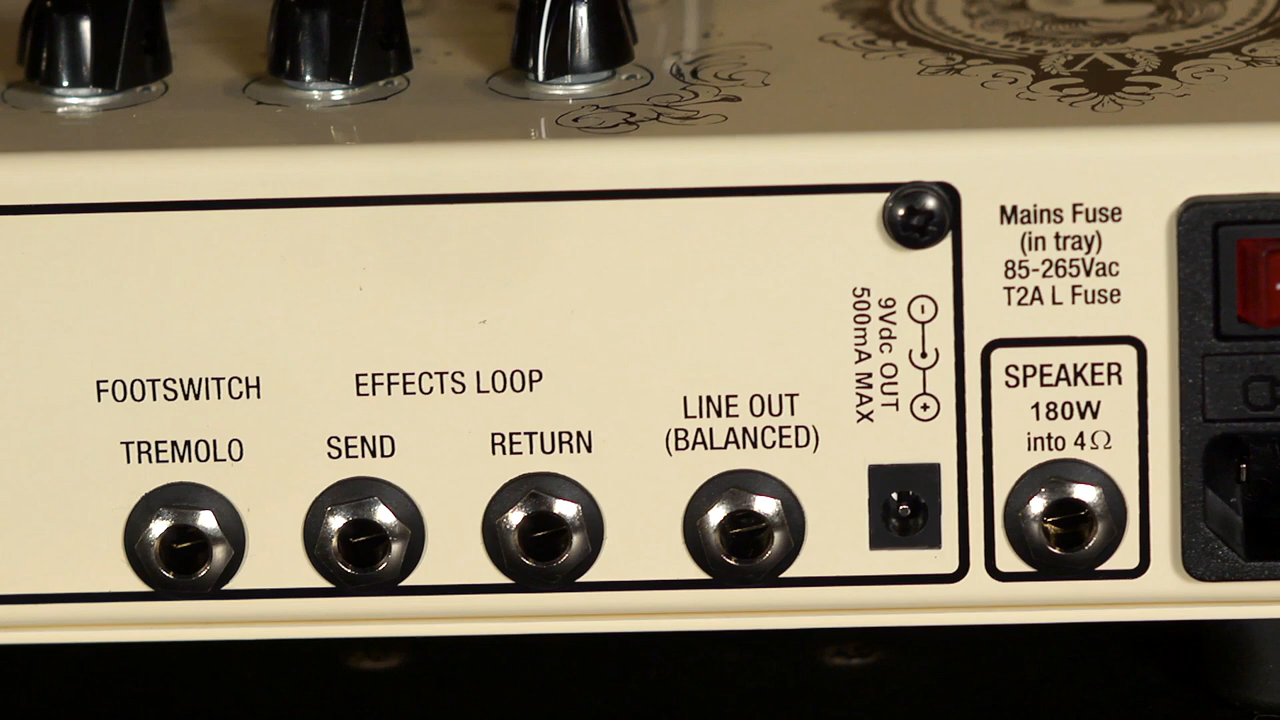 FOOTSWITCH
TREMOLO
EFFECTS LOOP
SEND
RETURN
LINE OUT
(BALANCED)
9Vdc OUT
500mA MAX
Mains Fuse
(in tray)
85-265Vac
T2A L Fuse
SPEAKER
180W
into 4Ω